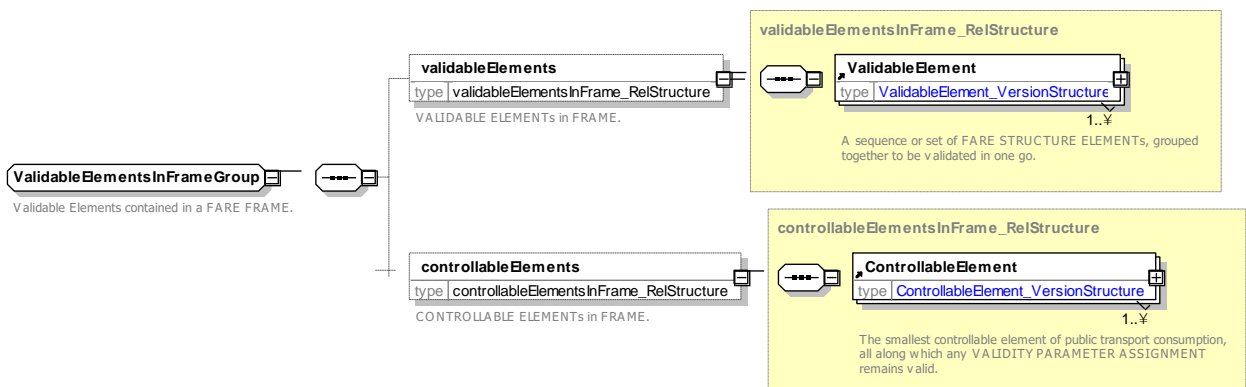 validableElementsInFrame_RelStructure
validableElements
type validableElementsInFrame_RelStructure
VALIDABLE ELEMENTs in FRAME.
ValidableElement
type ValidableElement_VersionStructure
1..¥
A sequence or set of FARE STRUCTURE ELEMENTs, grouped
together to be validated in one go.
ValidableElementsInFrameGroup
Validable Elements contained in a FARE FRAME.
controllableElementsInFrame_RelStructure
controllableElements
type controllableElementsInFrame_RelStructure
CONTROLLABLE ELEMENTs in FRAME.
ControllableElement
type ControllableElement_VersionStructure
1..¥
The smallest controllable element of public transport consumption,
all along which any VALIDITY PARAMETER ASSIGNMENT
remains valid.